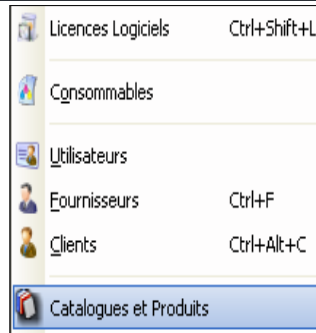 Licences Logiciels Ctrl+Shift+L
Consommables
Utilisateurs
Fournisseurs Ctrl+F
Clients Ctrl+Alt+C
Catalogues et Produits